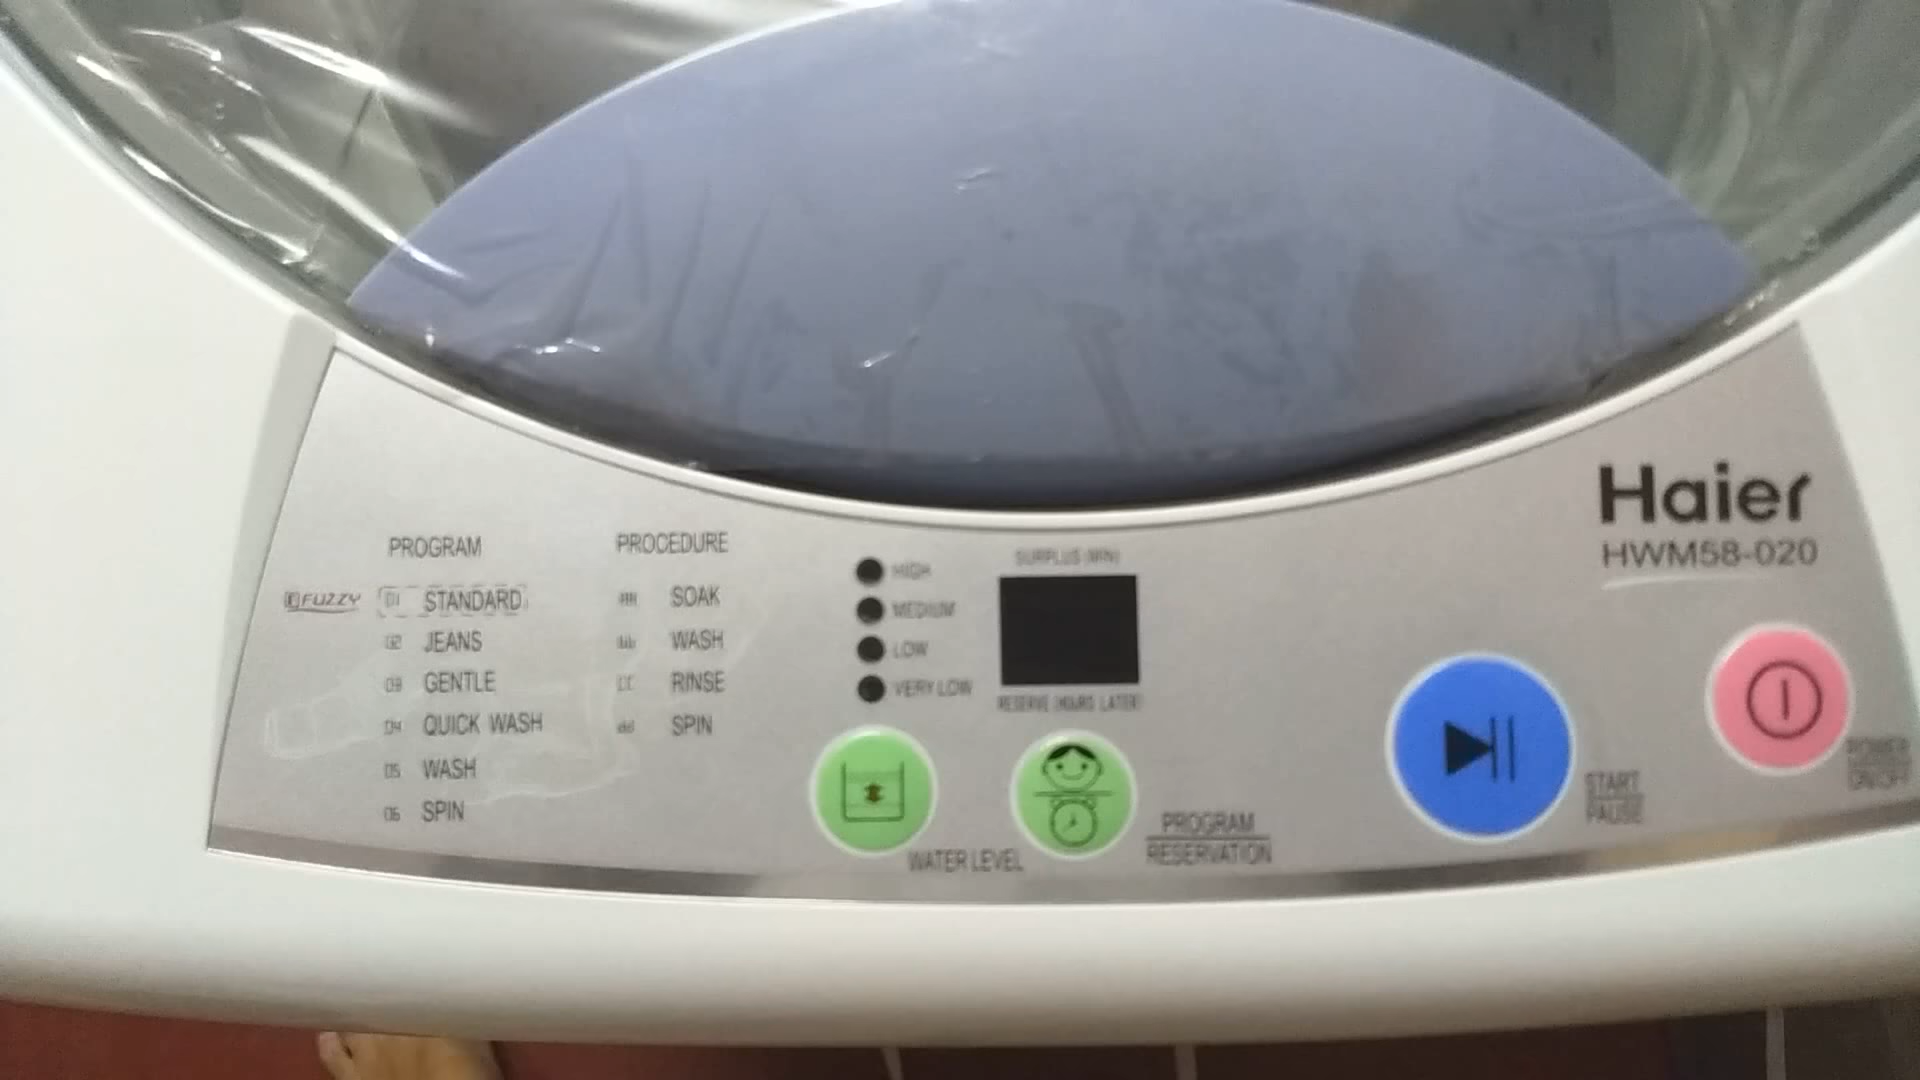 Haier
HWM58-020
PROGRAM
FUZZY 01 STANDARD
02 JEANS
03 GENTLE
04 QUICK WASH
05 WASH
06 SPIN
PROCEDURE
SOAK
WASH
RINSE
SPIN
HIGH
MEDIUM
LOW
VERY LOW
WATER LEVEL
SURPLUS (MIN)
RESERVE (HOURS LATER)
PROGRAM
RESERVATION
START
PAUSE
POWER
ON/OFF